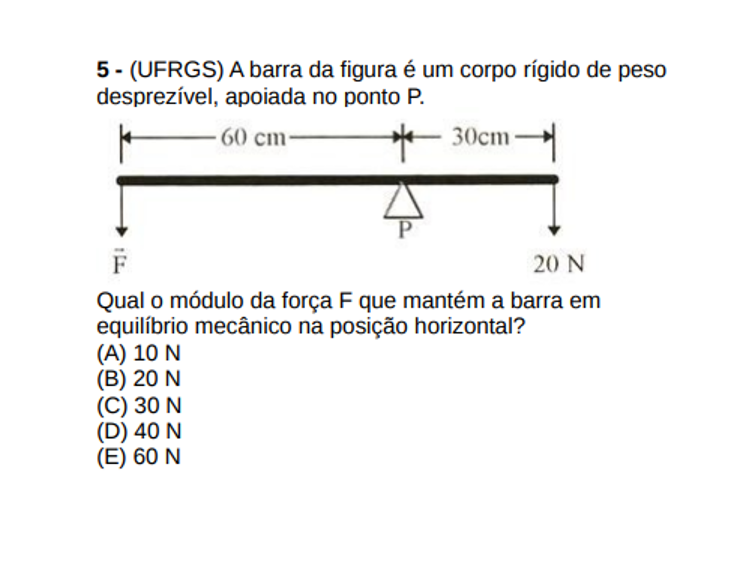 5 - (UFRGS) A barra da figura é um corpo rígido de peso
desprezível, apoiada no ponto P.
60 cm 30cm
P
F 20 N
Qual o módulo da força F que mantém a barra em
equilíbrio mecânico na posição horizontal?
(A) 10 N
(B) 20 N
(C) 30 N
(D) 40 N
(E) 60 N